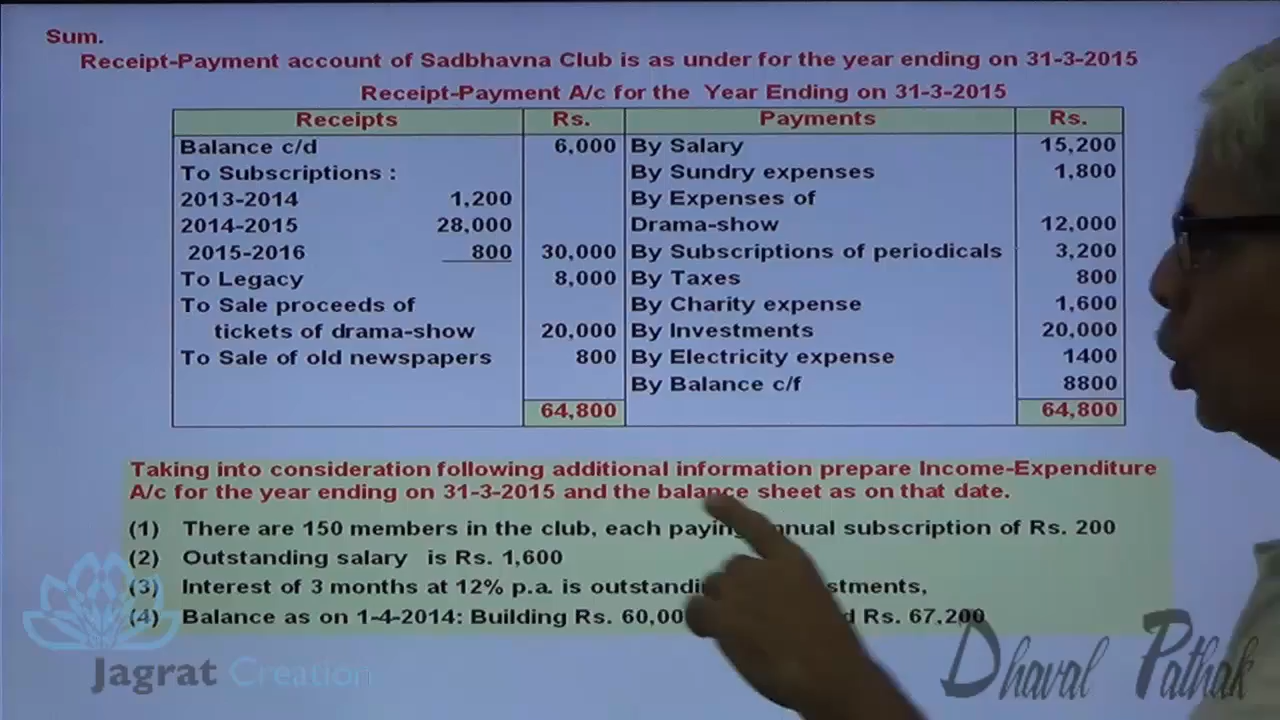 Sum.
Receipt-Payment account of Sadbhavna Club is as under for the year ending on 31-3-2015
Receipt-Payment A/c for the Year Ending on 31-3-2015
Receipts Rs. Payments Rs.
Balance c/d 6,000 By Salary 15,200
To Subscriptions : By Sundry expenses 1,800
2013-2014 1,200 By Expenses of
2014-2015 28,000 Drama-show 12,000
2015-2016 800 30,000 By Subscriptions of periodicals 3,200
To Legacy 8,000 By Taxes 800
To Sale proceeds of By Charity expense 1,600
tickets of drama-show 20,000 By Investments 20,000
To Sale of old newspapers 800 By Electricity expense 1400
By Balance c/f 8800
64,800 64,800
Taking into consideration following additional information prepare Income-Expenditure
A/c for the year ending on 31-3-2015 and the balance sheet as on that date.
(1) There are 150 members in the club, each paying annual subscription of Rs. 200
(2) Outstanding salary is Rs. 1,600
(3) Interest of 3 months at 12% p.a. is
(4) Balance as on 1-4-2014: Building Rs. Rs. 67,200
Jagrat Creation
Dhaval Pathak